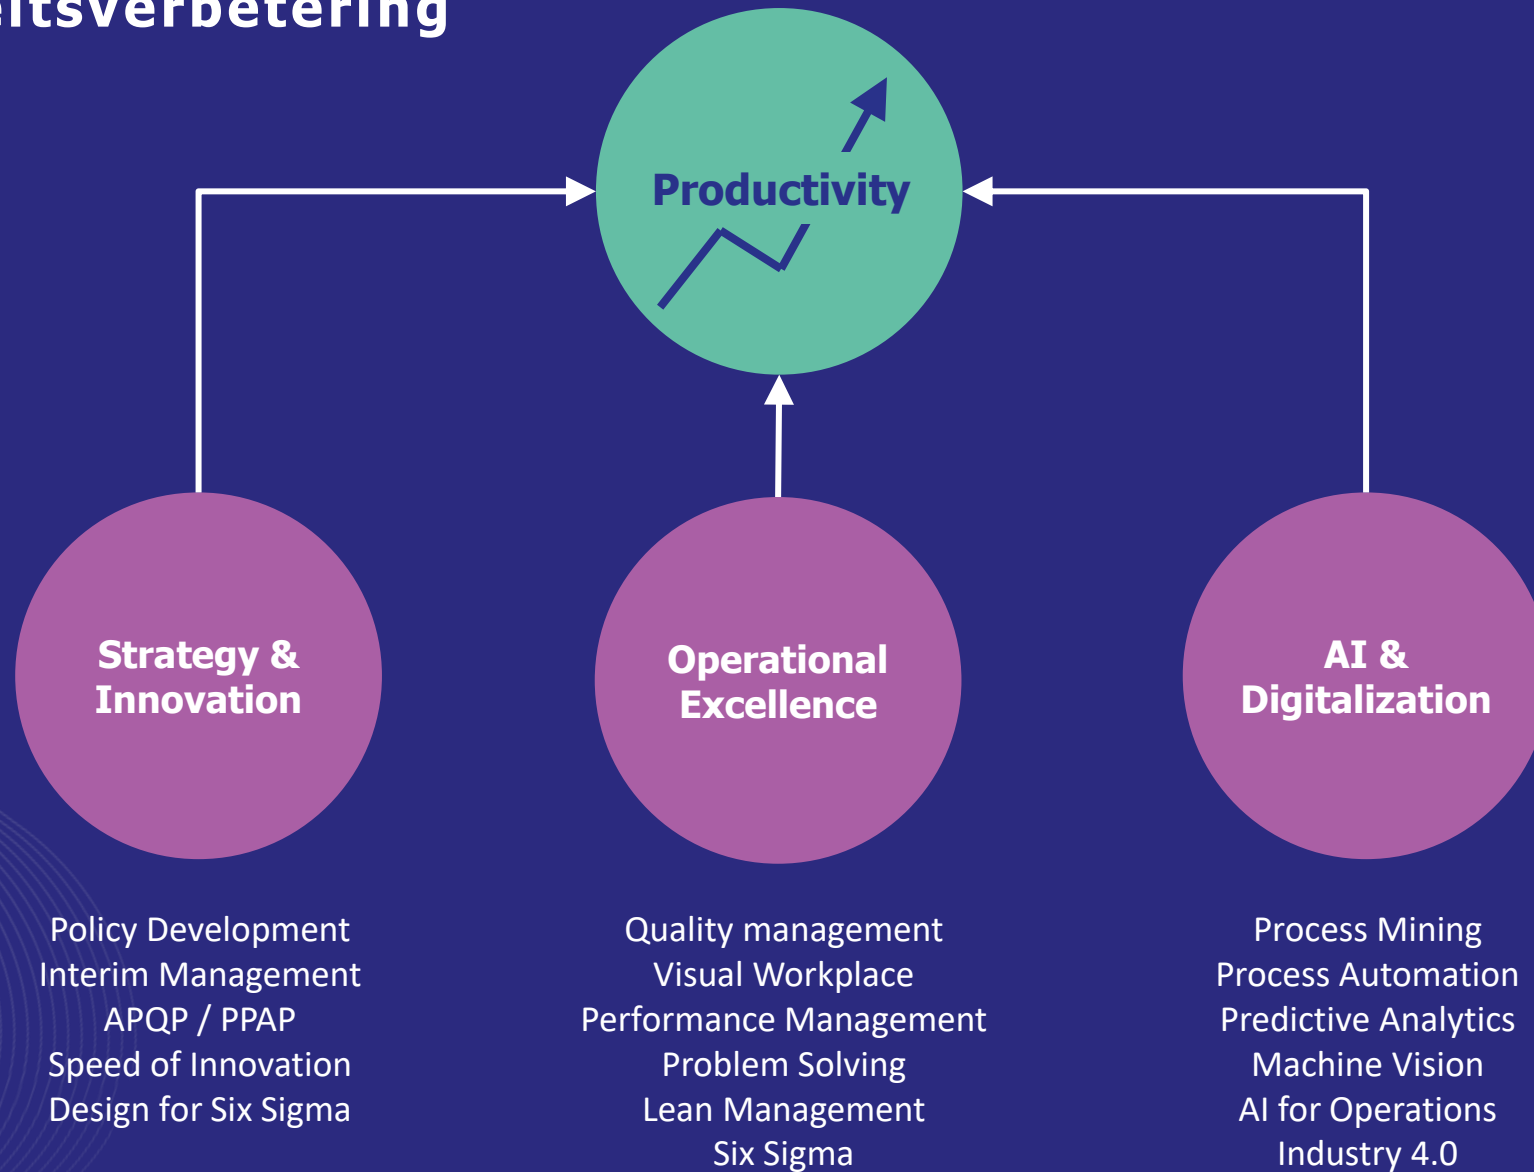 Productivity
Strategy &
Innovation
Operational
Excellence
AI &
Digitalization
Policy Development
Interim Management
APQP / PPAP
Speed of Innovation
Design for Six Sigma
Quality management
Visual Workplace
Performance Management
Problem Solving
Lean Management
Six Sigma
Process Mining
Process Automation
Predictive Analytics
Machine Vision
AI for Operations
Industry 4.0